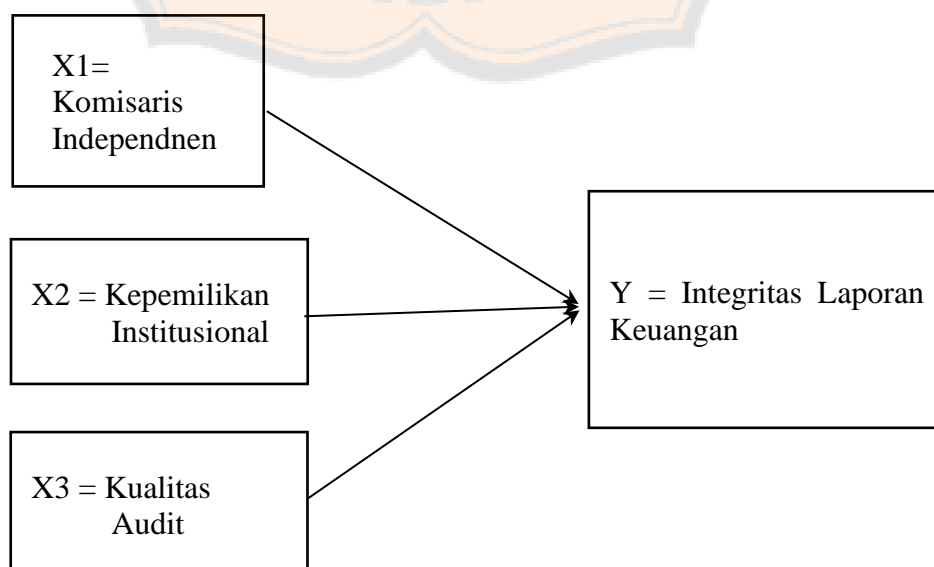 X1=
Komisaris
Independnen
X2 = Kepemilikan
Institusional
X3 = Kualitas
Audit
Y = Integritas Laporan
Keuangan